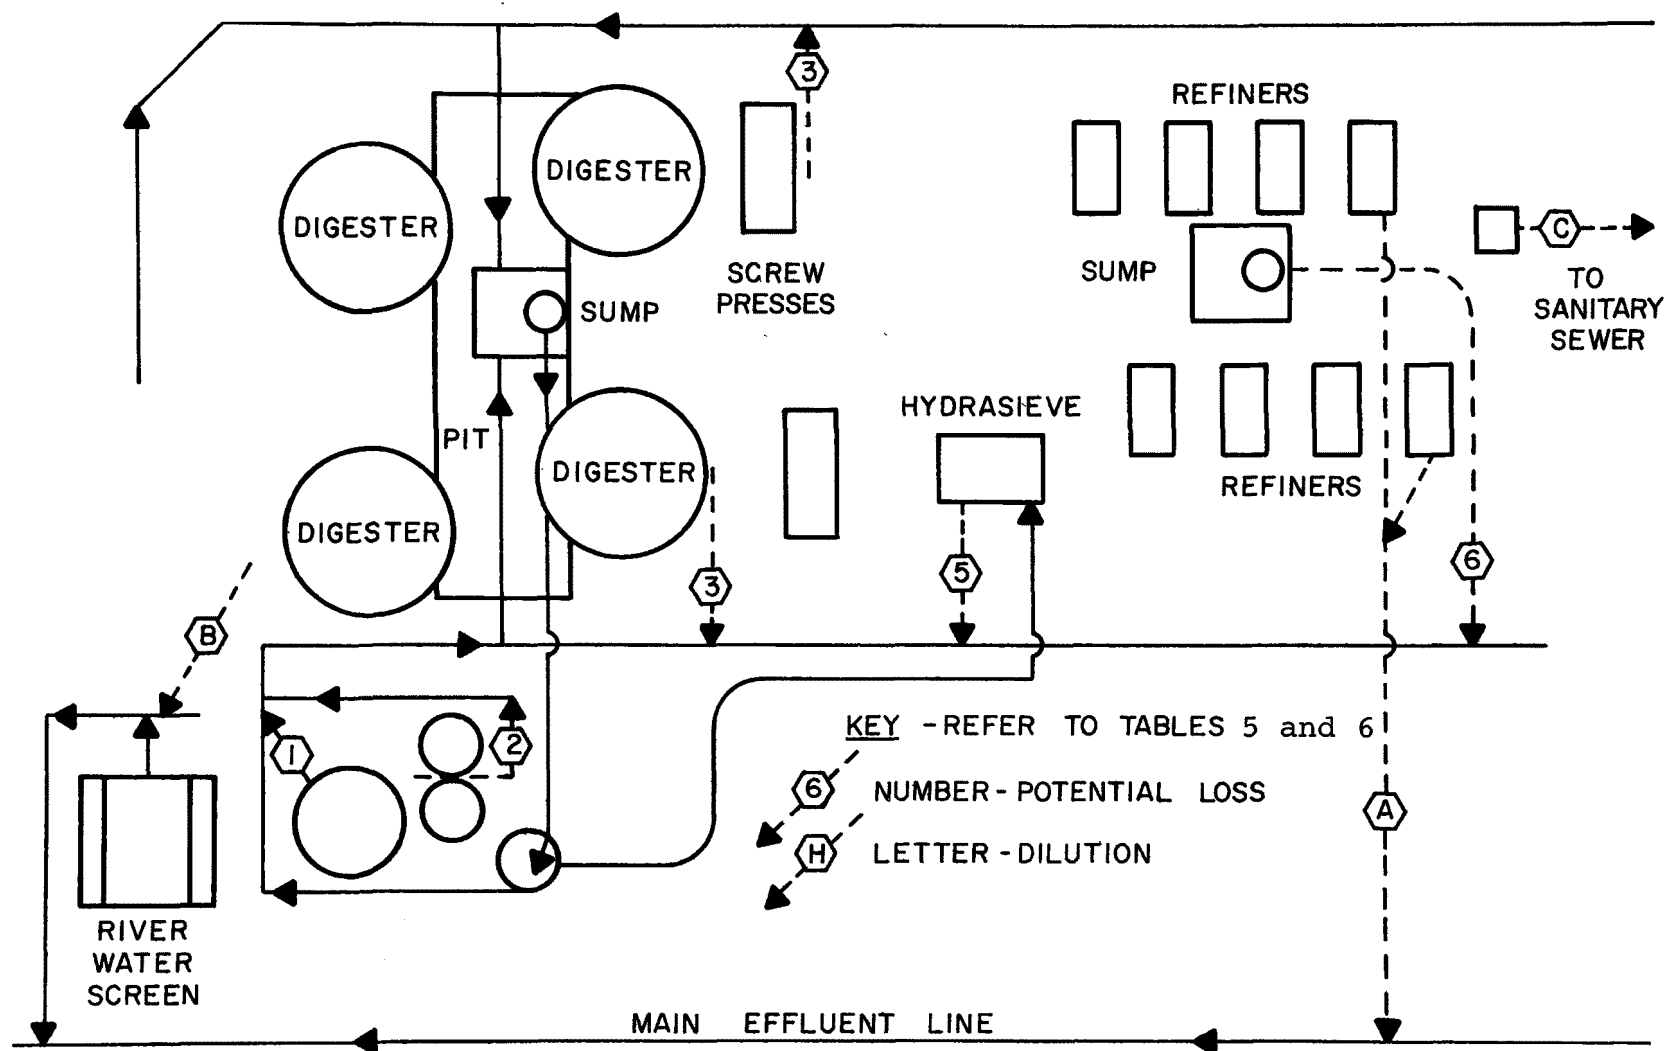 3
REFINERS
DIGESTER
DIGESTER
C
SCREW
PRESSES
SUMP
TO
SANITARY
SEWER
SUMP
HYDRASIEVE
PIT
DIGESTER
REFINERS
DIGESTER
3
5
6
B
KEY - REFER TO TABLES 5 and 6
1
2
6
NUMBER - POTENTIAL LOSS
A
H
LETTER - DILUTION
RIVER
WATER
SCREEN
MAIN EFFLUENT LINE